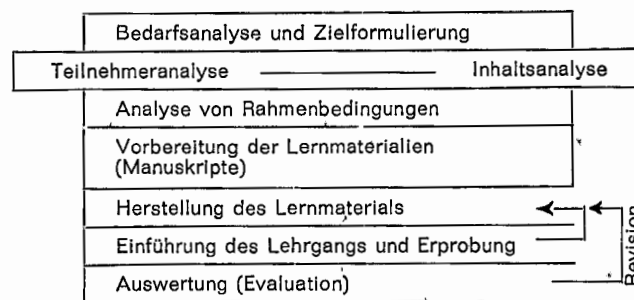 Bedarfsanalyse und Zielformulierung
Teilnehmeranalyse Inhaltsanalyse
Analyse von Rahmenbedingungen
Vorbereitung der Lernmaterialien
(Manuskripte)
Herstellung des Lernmaterials
Einführung des Lehrgangs und Erprobung
Auswertung (Evaluation)
Revision